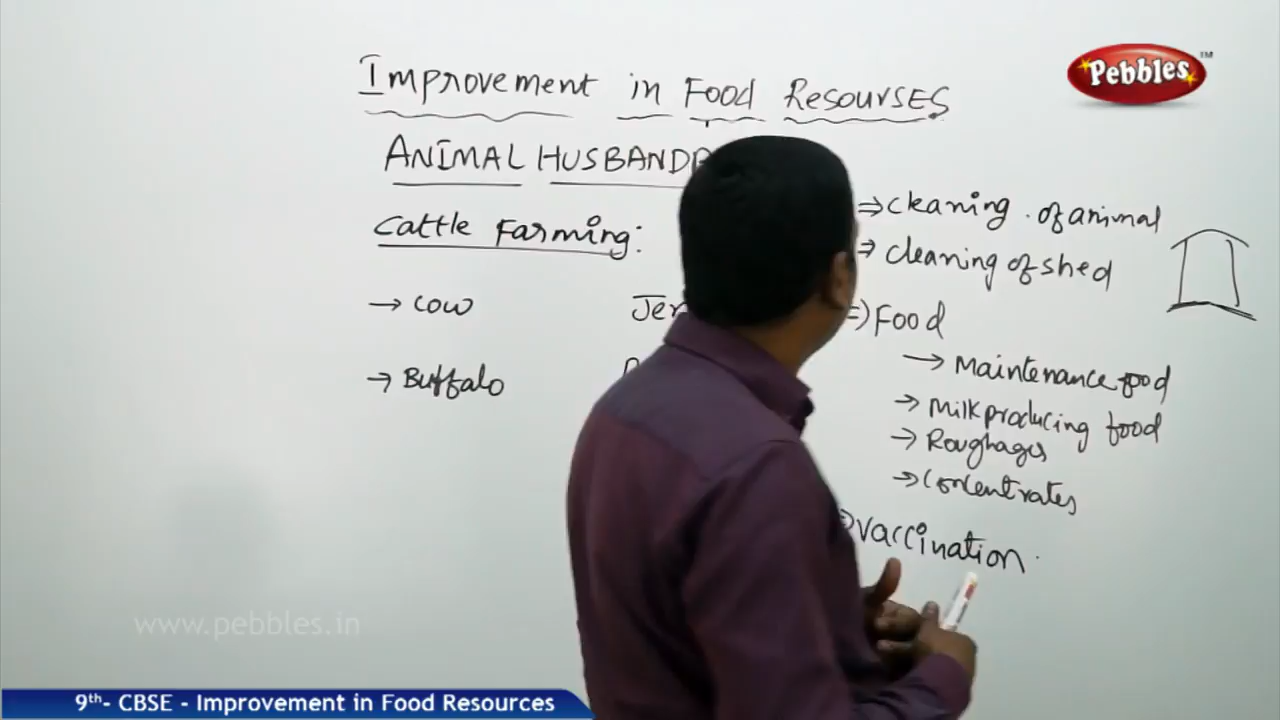 Improvement in Food ResoursES
Pebbles™
ANIMAL HUSBAND
Cattle Farming:
→ cow
→ Buffalo
Jer
⇒ cleaning . of animal
⇒ cleaning of shed
⇒ Food
→ Maintenance food
→ Milk producing food
→ Roughages
→ Concentrates
⇒ vaccination .
www.pebbles.in
9th- CBSE - Improvement in Food Resources